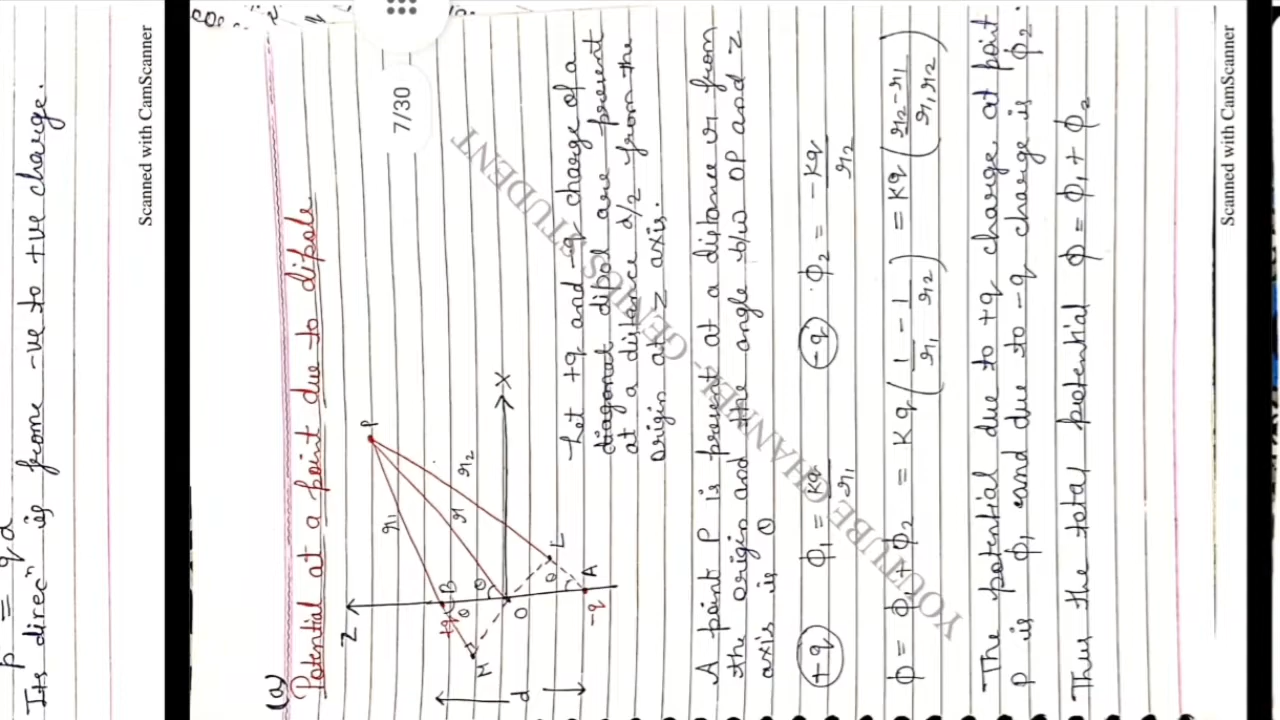 p = qd
Its direcⁿ is from -ve to +ve charge.
Scanned with CamScanner
7/30
(a)
Potential at a point due to dipole
Z
P
r₁
r
r₂
+q
B
θ
θ
M
O
X
L
θ
A
-q
d
Let +q and -q charge of a
diagonal dipol are present
at a distance d/2 from the
origin at z axis.
A point P is present at a distance r from
the origin and the angle b/w OP and z
axis is θ
+q φ₁ = kq/r₁ -q φ₂ = -kq/r₂
φ = φ₁ + φ₂ = kq (1/r₁ - 1/r₂) = kq (r₂-r₁/r₁r₂)
The potential due to +q charge at point
P is φ₁ and due to -q charge is φ₂.
Thus the total potential φ = φ₁ + φ₂
YOUTUBE CHANNEL - GENIUS STUDENT
Scanned with CamScanner